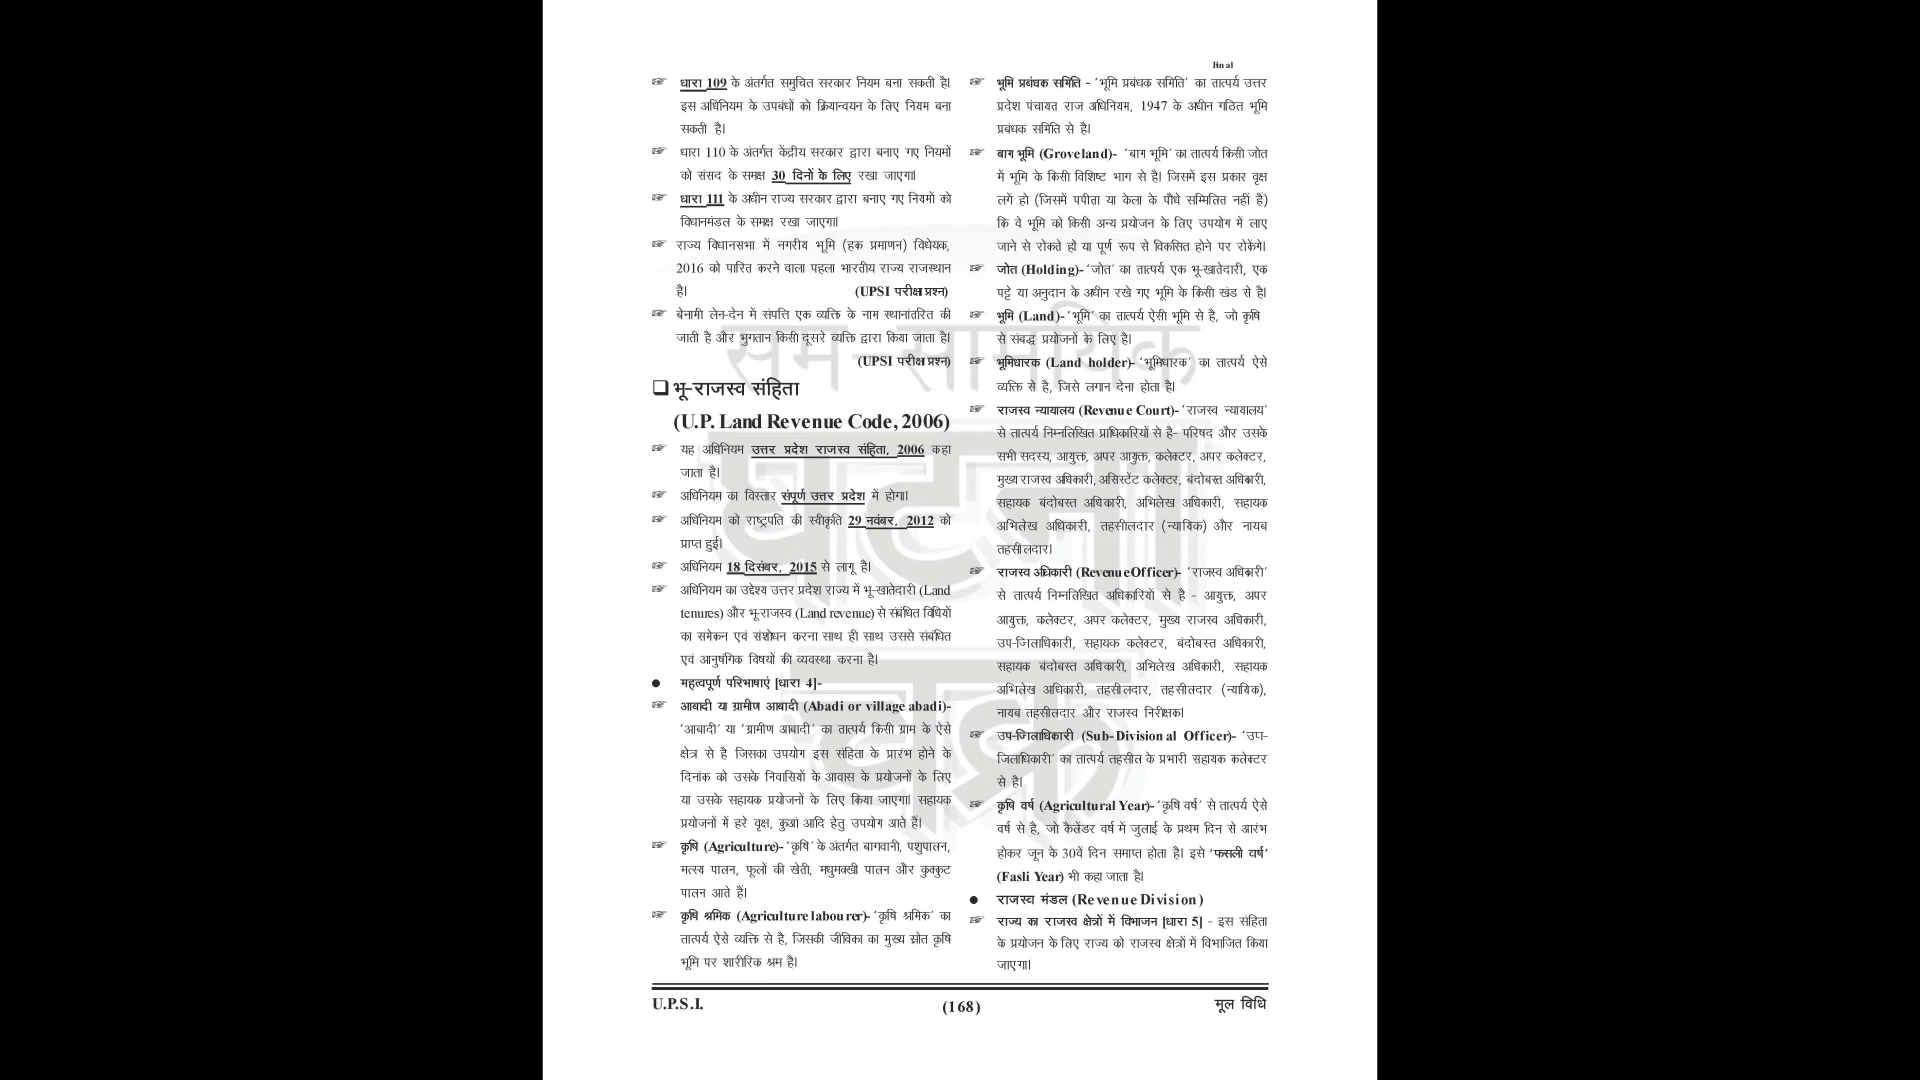 Final
☞ धारा 109 के अंतर्गत समुचित सरकार नियम बना सकती है।
इस अधिनियम के उपबंधों को क्रियान्वयन के लिए नियम बना
सकती है।
☞ धारा 110 के अंतर्गत केंद्रीय सरकार द्वारा बनाए गए नियमों
को संसद के समक्ष 30 दिनों के लिए रखा जाएगा।
☞ धारा 111 के अधीन राज्य सरकार द्वारा बनाए गए नियमों को
विधानमंडल के समक्ष रखा जाएगा।
☞ राज्य विधानसभा में नगरीय भूमि (हक प्रमाणन) विधेयक,
2016 को पारित करने वाला पहला भारतीय राज्य राजस्थान
है। (UPSI परीक्षा प्रश्न)
☞ बेनामी लेन-देन में संपत्ति एक व्यक्ति के नाम स्थानांतरित की
जाती है और भुगतान किसी दूसरे व्यक्ति द्वारा किया जाता है।
(UPSI परीक्षा प्रश्न)
❑ भू-राजस्व संहिता
(U.P. Land Revenue Code, 2006)
☞ यह अधिनियम उत्तर प्रदेश राजस्व संहिता, 2006 कहा
जाता है।
☞ अधिनियम का विस्तार संपूर्ण उत्तर प्रदेश में होगा।
☞ अधिनियम को राष्ट्रपति की स्वीकृति 29 नवंबर, 2012 को
प्राप्त हुई।
☞ अधिनियम 18 दिसंबर, 2015 से लागू है।
☞ अधिनियम का उद्देश्य उत्तर प्रदेश राज्य में भू-खातेदारी (Land
tenures) और भू-राजस्व (Land revenue) से संबंधित विधियों
का समेकन एवं संशोधन करना साथ ही साथ उससे संबंधित
एवं आनुषंगिक विषयों की व्यवस्था करना है।
● महत्वपूर्ण परिभाषाएं [धारा 4]-
☞ आबादी या ग्रामीण आबादी (Abadi or village abadi)-
‘आबादी’ या ‘ग्रामीण आबादी’ का तात्पर्य किसी ग्राम के ऐसे
क्षेत्र से है जिसका उपयोग इस संहिता के प्रारंभ होने के
दिनांक को उसके निवासियों के आवास के प्रयोजनों के लिए
या उसके सहायक प्रयोजनों के लिए किया जाएगा। सहायक
प्रयोजनों में हरे वृक्ष, कुआं आदि हेतु उपयोग आते हैं।
☞ कृषि (Agriculture)- ‘कृषि’ के अंतर्गत बागवानी, पशुपालन,
मत्स्य पालन, फूलों की खेती, मधुमक्खी पालन और कुक्कुट
पालन आते हैं।
☞ कृषि श्रमिक (Agriculture labourer)- ‘कृषि श्रमिक’ का
तात्पर्य ऐसे व्यक्ति से है, जिसकी जीविका का मुख्य स्रोत कृषि
भूमि पर शारीरिक श्रम है।
☞ भूमि प्रबंधक समिति - ‘भूमि प्रबंधक समिति’ का तात्पर्य उत्तर
प्रदेश पंचायत राज अधिनियम, 1947 के अधीन गठित भूमि
प्रबंधक समिति से है।
☞ बाग भूमि (Grove land)- ‘बाग भूमि’ का तात्पर्य किसी जोत
में भूमि के किसी विशिष्ट भाग से है। जिसमें इस प्रकार वृक्ष
लगें हो (जिसमें पपीता या केला के पौधे सम्मिलित नहीं हैं)
कि वे भूमि को किसी अन्य प्रयोजन के लिए उपयोग में लाए
जाने से रोकते हों या पूर्ण रूप से विकसित होने पर रोकेंगे।
☞ जोत (Holding)- ‘जोत’ का तात्पर्य एक भू-खातेदारी, एक
पट्टे या अनुदान के अधीन रखे गए भूमि के किसी खंड से है।
☞ भूमि (Land)- ‘भूमि’ का तात्पर्य ऐसी भूमि से है, जो कृषि
से संबद्ध प्रयोजनों के लिए है।
☞ भूमिधारक (Land holder)- ‘भूमिधारक’ का तात्पर्य ऐसे
व्यक्ति से है, जिसे लगान देना होता है।
☞ राजस्व न्यायालय (Revenue Court)- ‘राजस्व न्यायालय’
से तात्पर्य निम्नलिखित प्राधिकारियों से है- परिषद और उसके
सभी सदस्य, आयुक्त, अपर आयुक्त, कलेक्टर, अपर कलेक्टर,
मुख्य राजस्व अधिकारी, असिस्टेंट कलेक्टर, बंदोबस्त अधिकारी,
सहायक बंदोबस्त अधिकारी, अभिलेख अधिकारी, सहायक
अभिलेख अधिकारी, तहसीलदार (न्यायिक) और नायब
तहसीलदार।
☞ राजस्व अधिकारी (Revenue Officer)- ‘राजस्व अधिकारी’
से तात्पर्य निम्नलिखित अधिकारियों से है - आयुक्त, अपर
आयुक्त, कलेक्टर, अपर कलेक्टर, मुख्य राजस्व अधिकारी,
उप-जिलाधिकारी, सहायक कलेक्टर, बंदोबस्त अधिकारी,
सहायक बंदोबस्त अधिकारी, अभिलेख अधिकारी, सहायक
अभिलेख अधिकारी, तहसीलदार, तहसीलदार (न्यायिक),
नायब तहसीलदार और राजस्व निरीक्षक।
☞ उप-जिलाधिकारी (Sub-Divisional Officer)- ‘उप-
जिलाधिकारी’ का तात्पर्य तहसील के प्रभारी सहायक कलेक्टर
से है।
☞ कृषि वर्ष (Agricultural Year)- ‘कृषि वर्ष’ से तात्पर्य ऐसे
वर्ष से है, जो कैलेंडर वर्ष में जुलाई के प्रथम दिन से आरंभ
होकर जून के 30वें दिन समाप्त होता है। इसे ‘फसली वर्ष’
(Fasli Year) भी कहा जाता है।
● राजस्व मंडल (Revenue Division)
☞ राज्य का राजस्व क्षेत्रों में विभाजन [धारा 5] - इस संहिता
के प्रयोजन के लिए राज्य को राजस्व क्षेत्रों में विभाजित किया
जाएगा।
सम सामयिक
घटना
चक्र
U.P.S.I. (168) मूल विधि